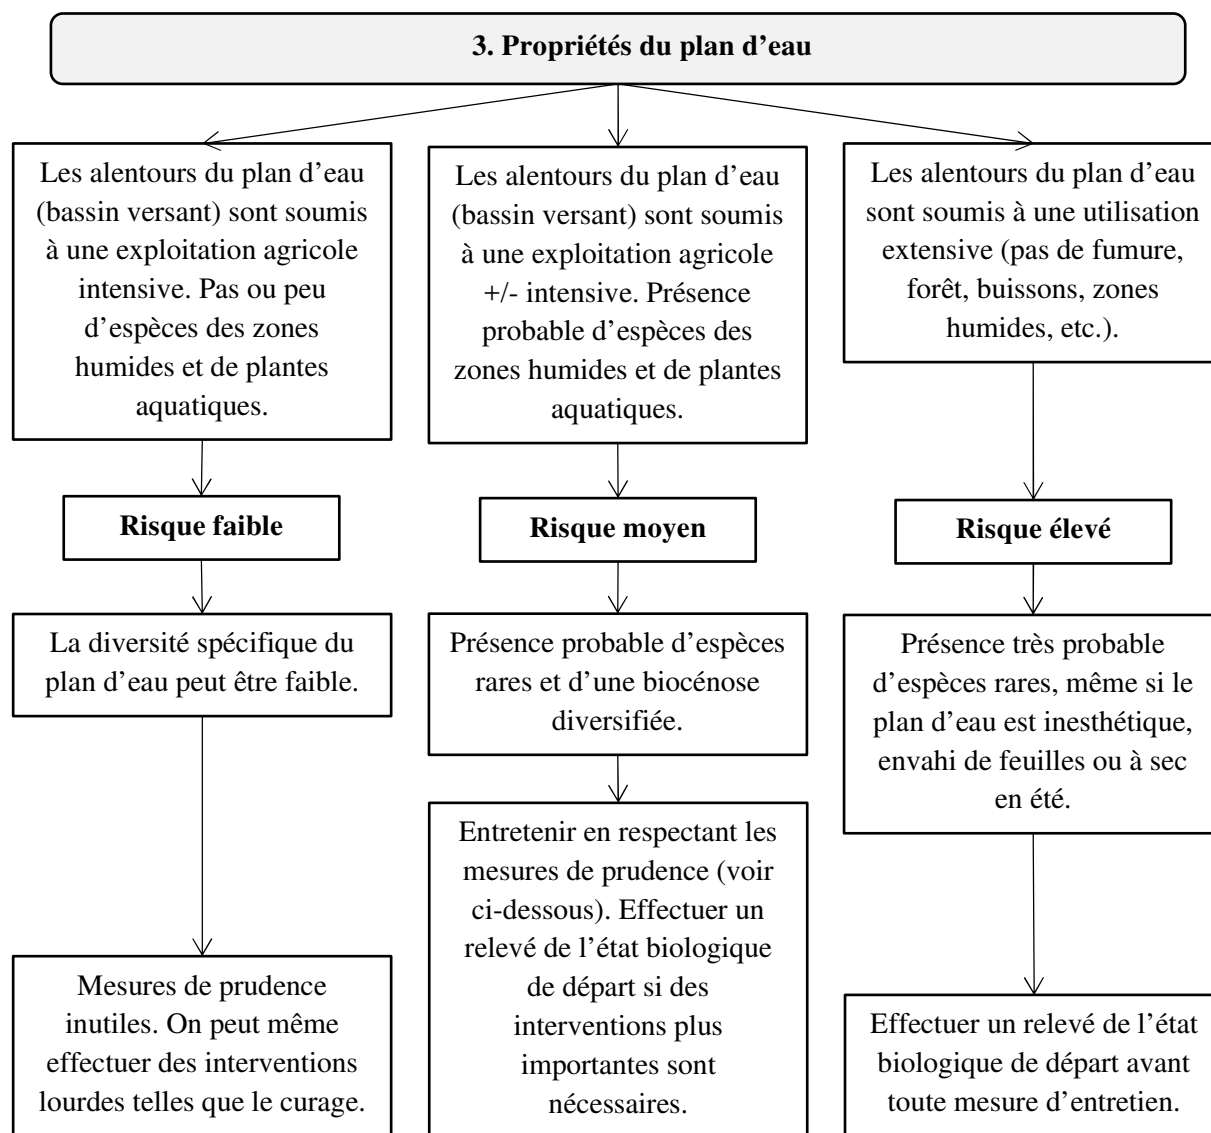 3. Propriétés du plan d’eau
Les alentours du plan d’eau
(bassin versant) sont soumis
à une exploitation agricole
intensive. Pas ou peu
d’espèces des zones
humides et de plantes
aquatiques.
Les alentours du plan d’eau
(bassin versant) sont soumis
à une exploitation agricole
+/- intensive. Présence
probable d’espèces des
zones humides et de plantes
aquatiques.
Les alentours du plan d’eau
sont soumis à une utilisation
extensive (pas de fumure,
forêt, buissons, zones
humides, etc.).
Risque faible
Risque moyen
Risque élevé
La diversité spécifique du
plan d’eau peut être faible.
Présence probable d’espèces
rares et d’une biocénose
diversifiée.
Présence très probable
d’espèces rares, même si le
plan d’eau est inesthétique,
envahi de feuilles ou à sec
en été.
Mesures de prudence
inutiles. On peut même
effectuer des interventions
lourdes telles que le curage.
Entretenir en respectant les
mesures de prudence (voir
ci-dessous). Effectuer un
relevé de l’état biologique
de départ si des
interventions plus
importantes sont
nécessaires.
Effectuer un relevé de l’état
biologique de départ avant
toute mesure d’entretien.